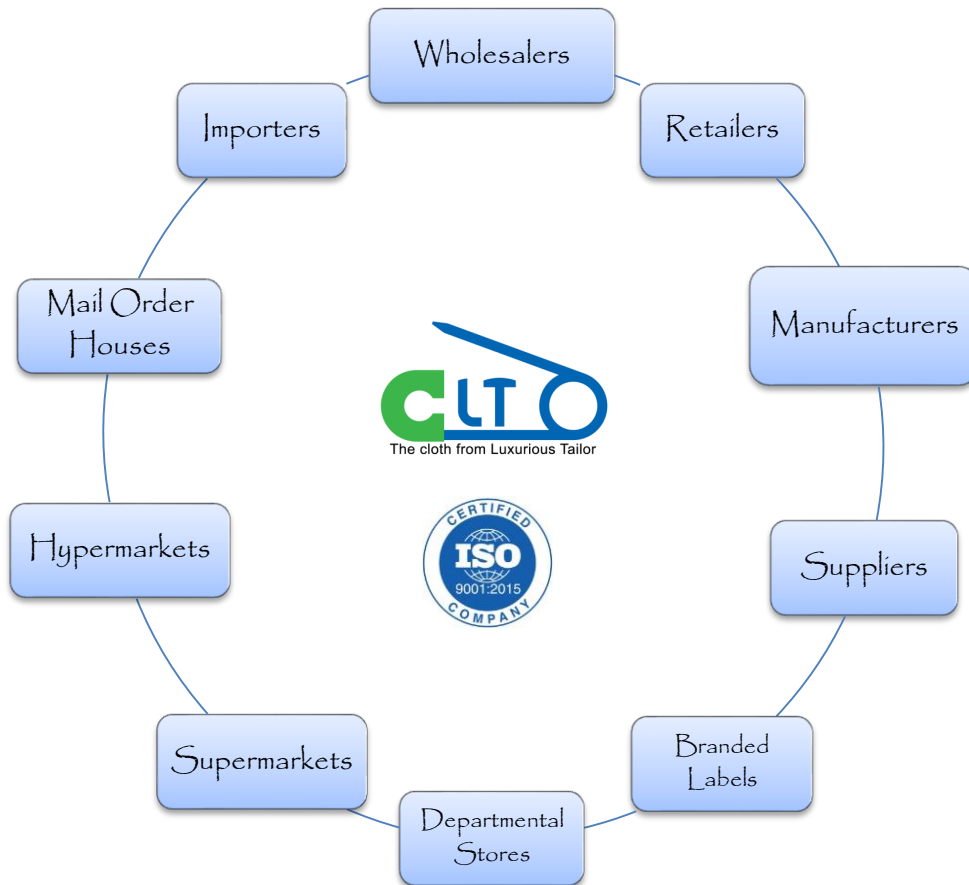 Wholesalers
Retailers
Manufacturers
Suppliers
Branded
Labels
Departmental
Stores
Supermarkets
Hypermarkets
Mail Order
Houses
Importers
CLT
The cloth from Luxurious Tailor
CERTIFIED
ISO
9001:2015
COMPANY